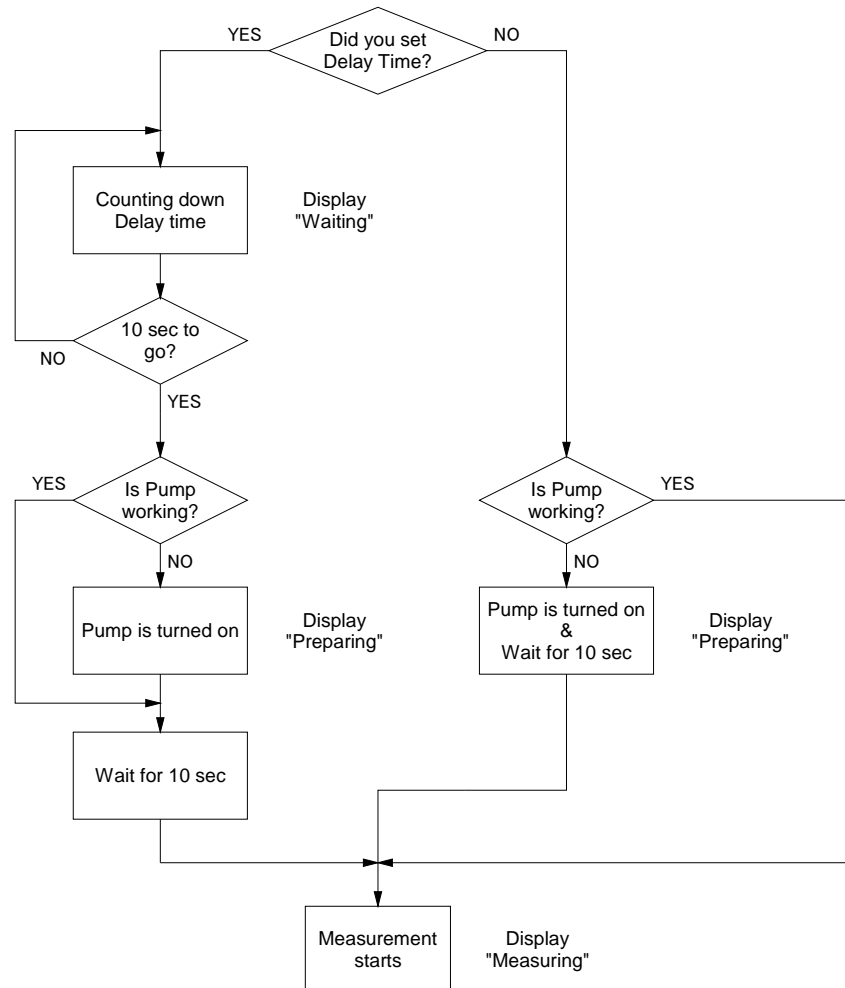 YES
Did you set
Delay Time?
NO
Counting down
Delay time
Display
"Waiting"
10 sec to
go?
NO
YES
YES
Is Pump
working?
NO
Is Pump
working?
YES
NO
Pump is turned on
Display
"Preparing"
Pump is turned on
&
Wait for 10 sec
Display
"Preparing"
Wait for 10 sec
Measurement
starts
Display
"Measuring"